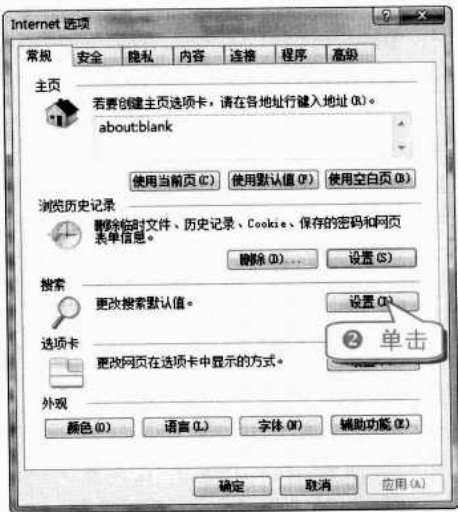 Internet 选项
常规 安全 隐私 内容 连接 程序 高级
主页
若要创建主页选项卡，请在各地址行键入地址(R)。
about:blank
使用当前页(C) 使用默认值(F) 使用空白页(B)
浏览历史记录
删除临时文件、历史记录、Cookie、保存的密码和网页
表单信息。
删除(D)... 设置(S)
搜索
更改搜索默认值。
设置
❷ 单击
选项卡
更改网页在选项卡中显示的方式。
外观
颜色(O) 语言(L) 字体(N) 辅助功能(E)
确定 取消 应用(A)